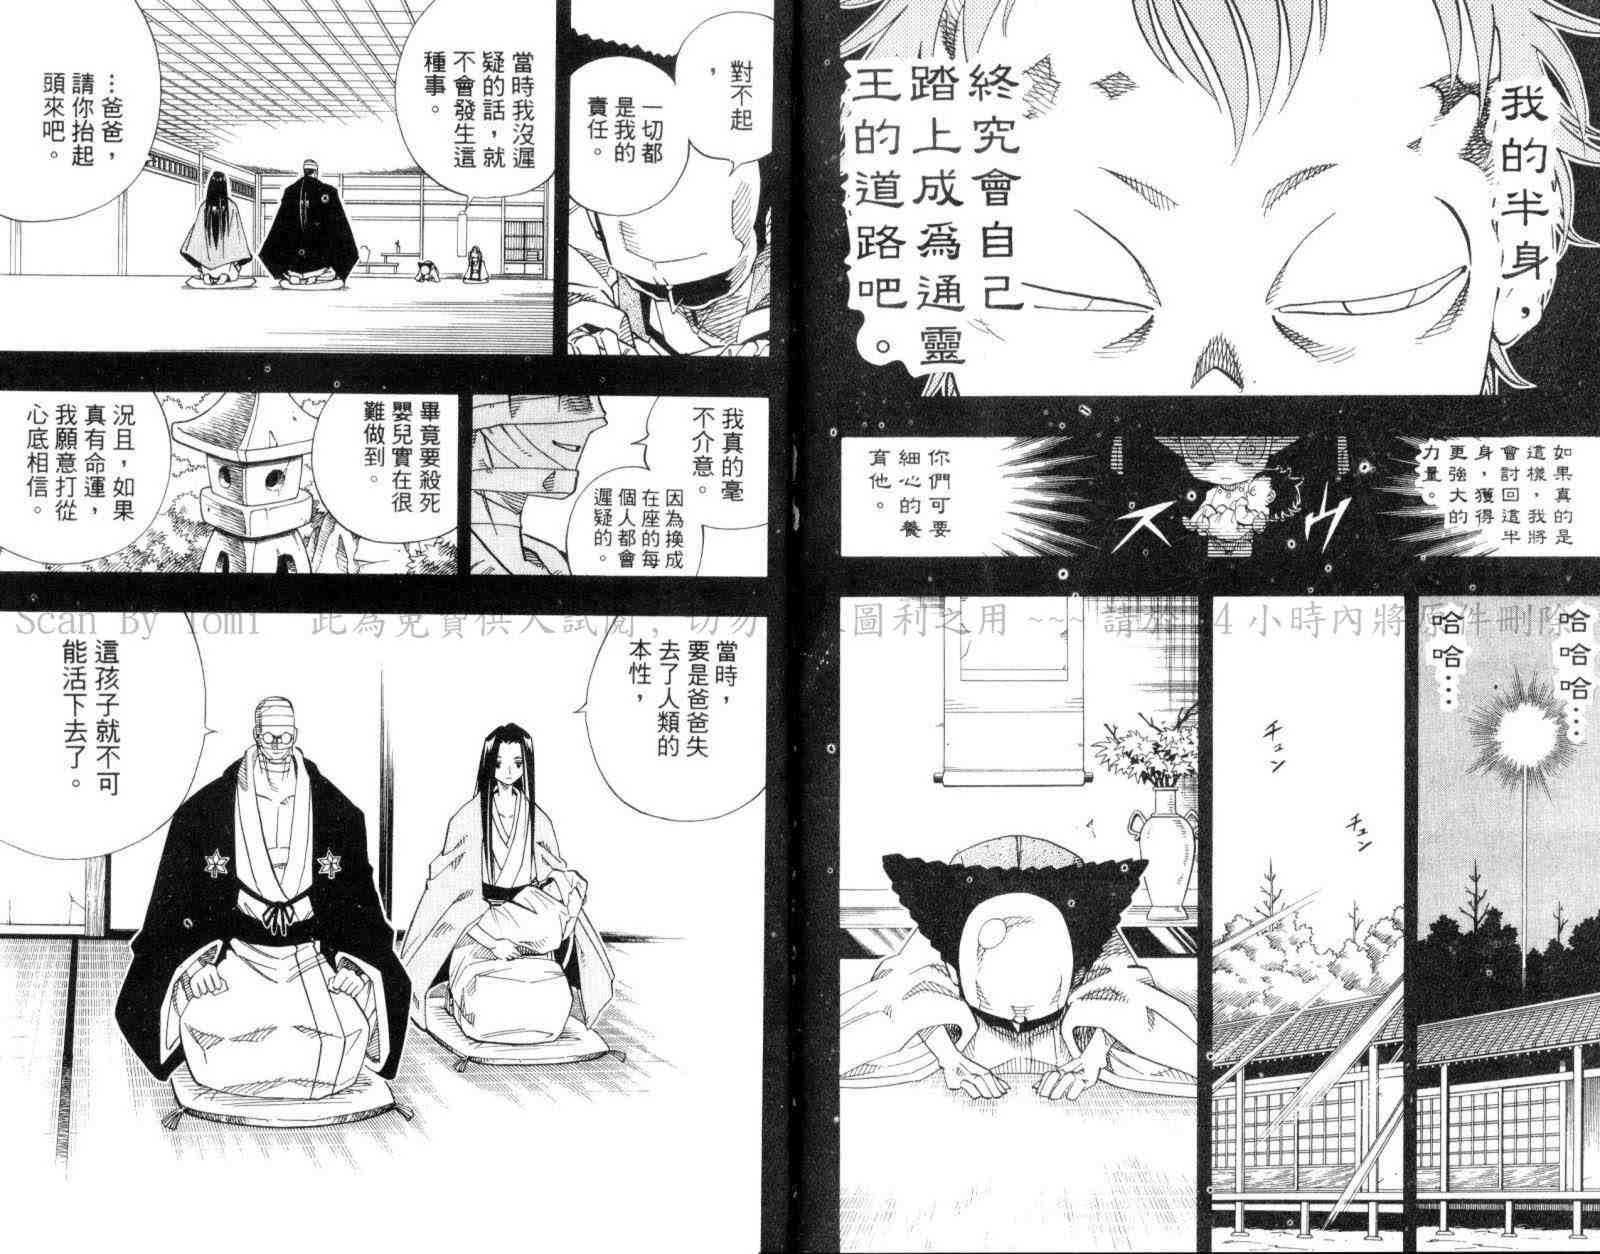 我的半身，
終究會自己
踏上成為通靈
王的道路吧。
如果真的是
這樣，我將
會討回這半
身，獲得
更強大的
力量。
ヴ
ス
你們可要
細心的養
育他。
哈哈哈…
哈哈…
チュン
チュン
對不起
，
一切都
是我的
責任。
當時我沒遲
疑的話，就
不會發生這
種事。
…爸爸，
請你抬起
頭來吧。
我真的毫
不介意。
因為換成
在座的每
個人都會
遲疑的。
畢竟要殺死
嬰兒實在很
難做到。
況且，如果
真有命運，
我願意打從
心底相信。
當時，
要是爸爸失
去了人類的
本性，
這孩子就不可
能活下去了。
Scan By Tomi 此為免費供人試閱，切勿 圖利之用 ~~~ 請於 4 小時內將原件刪除